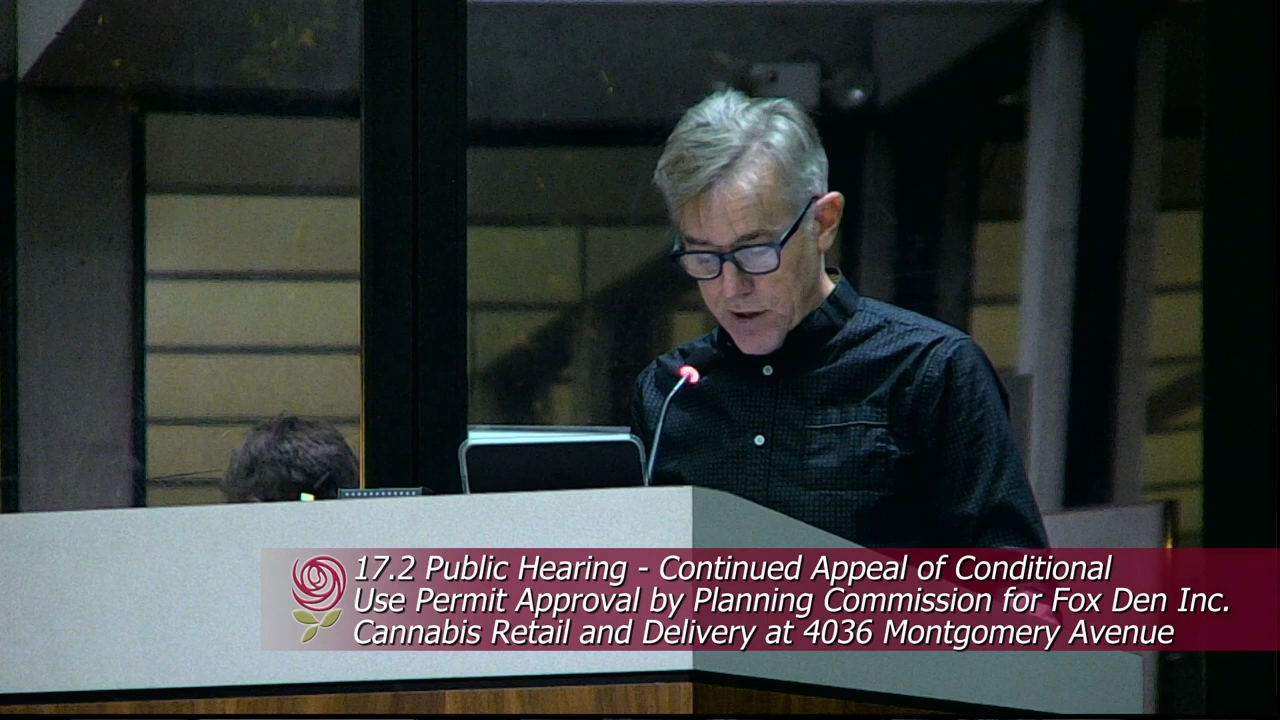 17.2 Public Hearing - Continued Appeal of Conditional
Use Permit Approval by Planning Commission for Fox Den Inc.
Cannabis Retail and Delivery at 4036 Montgomery Avenue